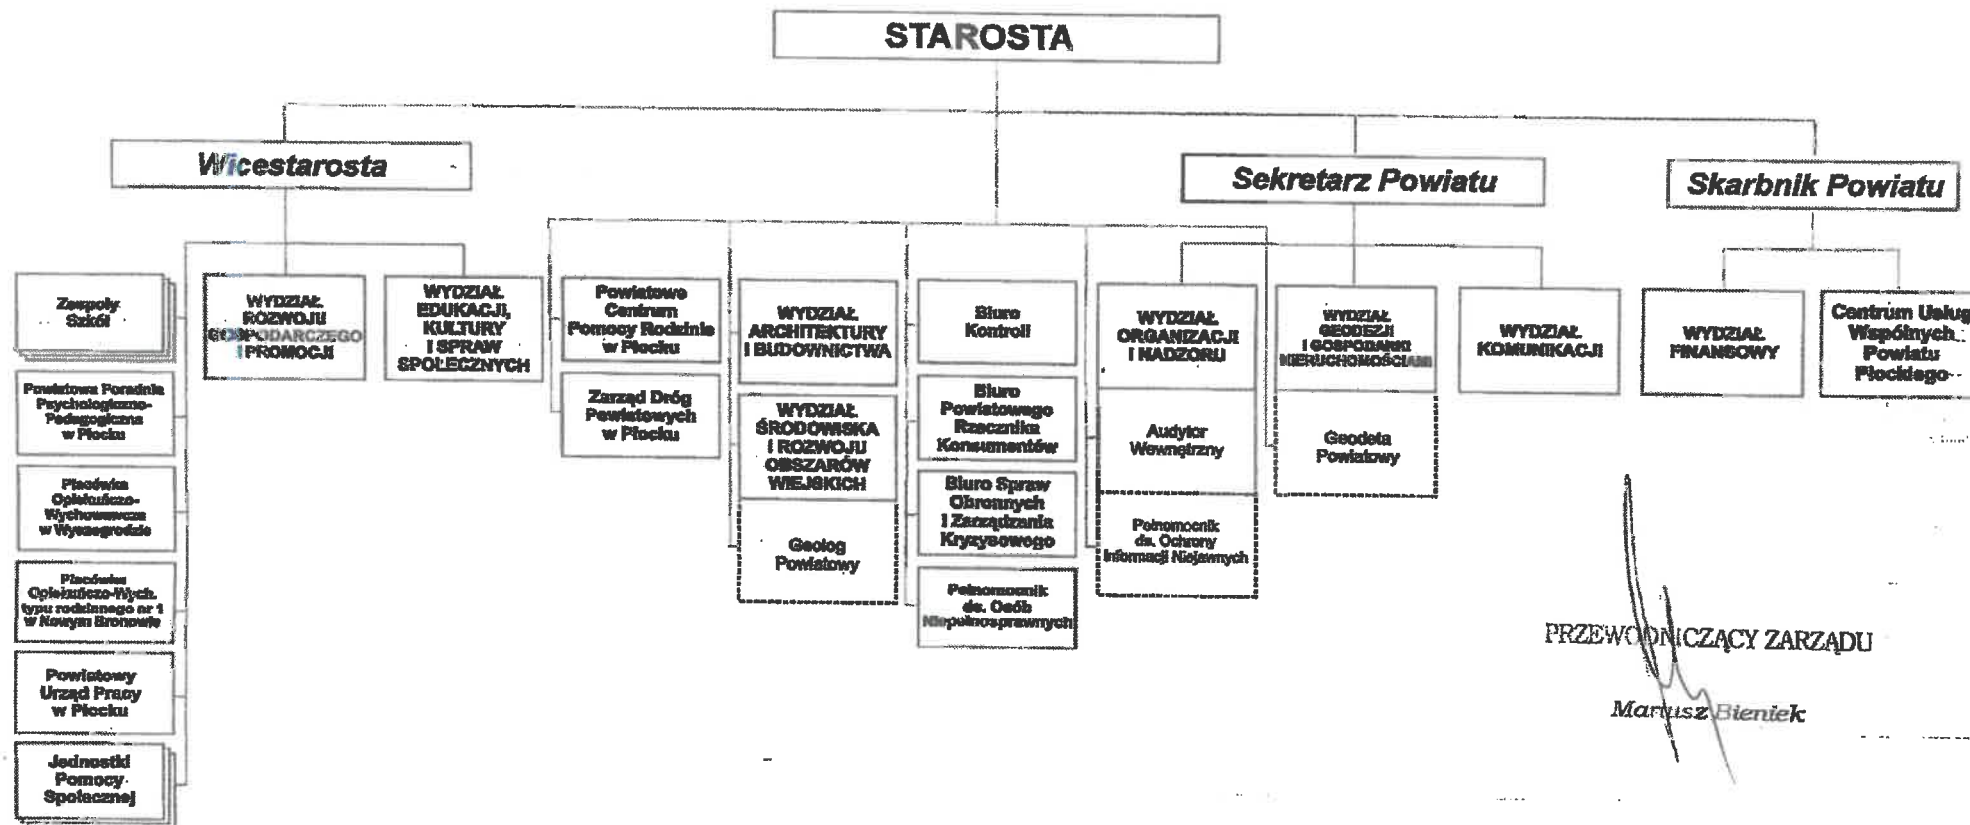 STAROSTA
Wicestarosta
Sekretarz Powiatu
Skarbnik Powiatu
Zespoły
Szkół
Powiatowa Poradnia
Psychologiczno-
Pedagogiczna
w Płocku
Placówka
Opiekuńczo-
Wychowawcza
w Wyszogrodzie
Placówka
Opiekuńczo-Wych.
typu rodzinnego nr 1
w Nowym Bronowie
Powiatowy
Urząd Pracy
w Płocku
Jednostki
Pomocy
Społecznej
WYDZIAŁ
ROZWOJU
GOSPODARCZEGO
I PROMOCJI
WYDZIAŁ
EDUKACJI,
KULTURY
I SPRAW
SPOŁECZNYCH
Powiatowe
Centrum
Pomocy Rodzinie
w Płocku
Zarząd Dróg
Powiatowych
w Płocku
WYDZIAŁ
ARCHITEKTURY
I BUDOWNICTWA
WYDZIAŁ
ŚRODOWISKA
I ROZWOJU
OBSZARÓW
WIEJSKICH
Geolog
Powiatowy
Biuro
Kontroli
Biuro
Powiatowego
Rzecznika
Konsumentów
Biuro Spraw
Obronnych
i Zarządzania
Kryzysowego
Pełnomocnik
ds. Osób
Niepełnosprawnych
WYDZIAŁ
ORGANIZACJI
I NADZORU
Audytor
Wewnętrzny
Pełnomocnik
ds. Ochrony
Informacji Niejawnych
WYDZIAŁ
GEODEZJI
I GOSPODARKI
NIERUCHOMOŚCIAMI
Geodeta
Powiatowy
WYDZIAŁ
KOMUNIKACJI
WYDZIAŁ
FINANSOWY
Centrum Usług
Wspólnych
Powiatu
Płockiego
PRZEWODNICZĄCY ZARZĄDU
Mariusz Bieniek